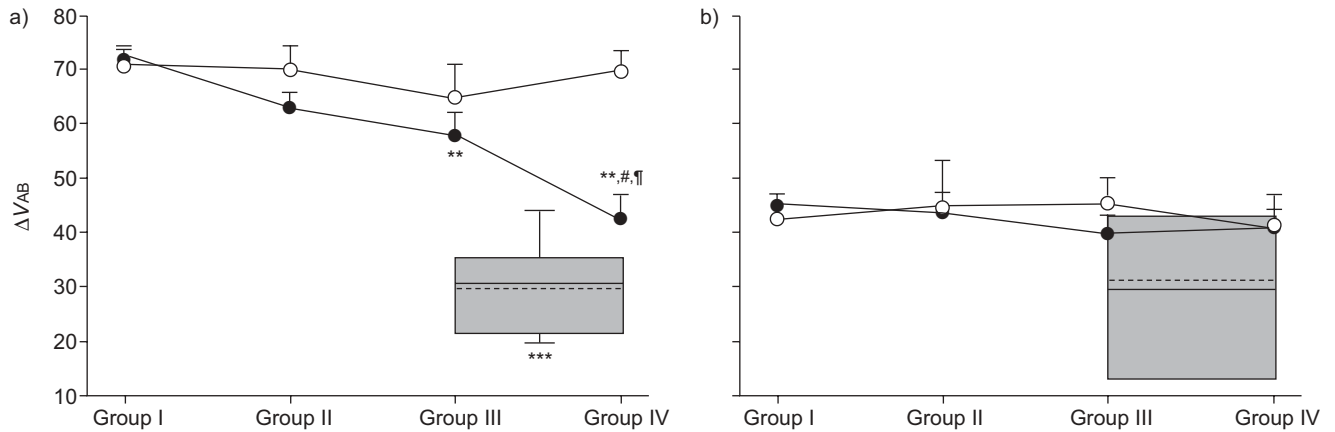 a)
80
70
60
50
40
30
20
10
ΔVAB
**
**,#,¶
***
Group I Group II Group III Group IV
b)
Group I Group II Group III Group IV